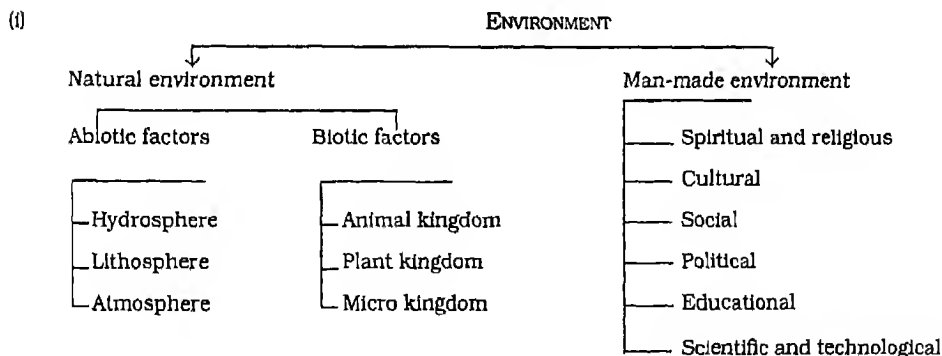 (i) ENVIRONMENT
Natural environment Man-made environment
Abiotic factors Biotic factors
Spiritual and religious
Cultural
Hydrosphere Animal kingdom Social
Lithosphere Plant kingdom Political
Atmosphere Micro kingdom Educational
Scientific and technological